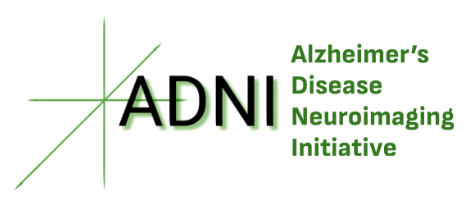 ADNI
Alzheimer's
Disease
Neuroimaging
Initiative